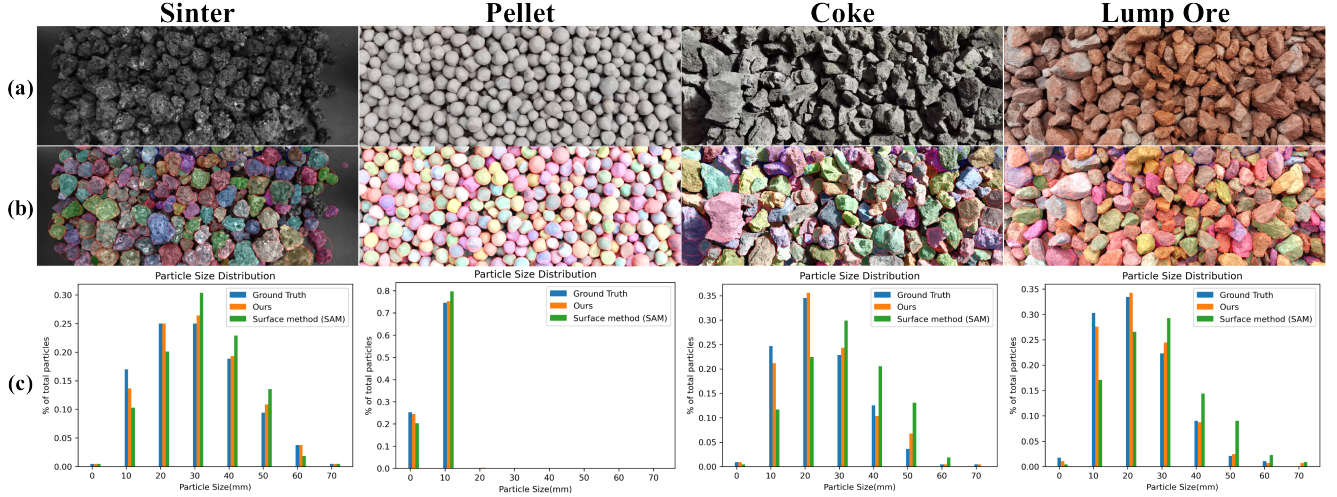 Sinter Pellet Coke Lump Ore
(a)
(b)
Particle Size Distribution Particle Size Distribution Particle Size Distribution Particle Size Distribution
(c)
% of total particles
0.30
0.25
0.20
0.15
0.10
0.05
0.00
Ground Truth
Ours
Surface method (SAM)
0 10 20 30 40 50 60 70
Particle Size(mm)
% of total particles
0.8
0.7
0.6
0.5
0.4
0.3
0.2
0.1
0.0
Ground Truth
Ours
Surface method (SAM)
0 10 20 30 40 50 60 70
Particle Size(mm)
% of total particles
0.35
0.30
0.25
0.20
0.15
0.10
0.05
0.00
Ground Truth
Ours
Surface method (SAM)
0 10 20 30 40 50 60 70
Particle Size(mm)
% of total particles
0.35
0.30
0.25
0.20
0.15
0.10
0.05
0.00
Ground Truth
Ours
Surface method (SAM)
0 10 20 30 40 50 60 70
Particle Size(mm)